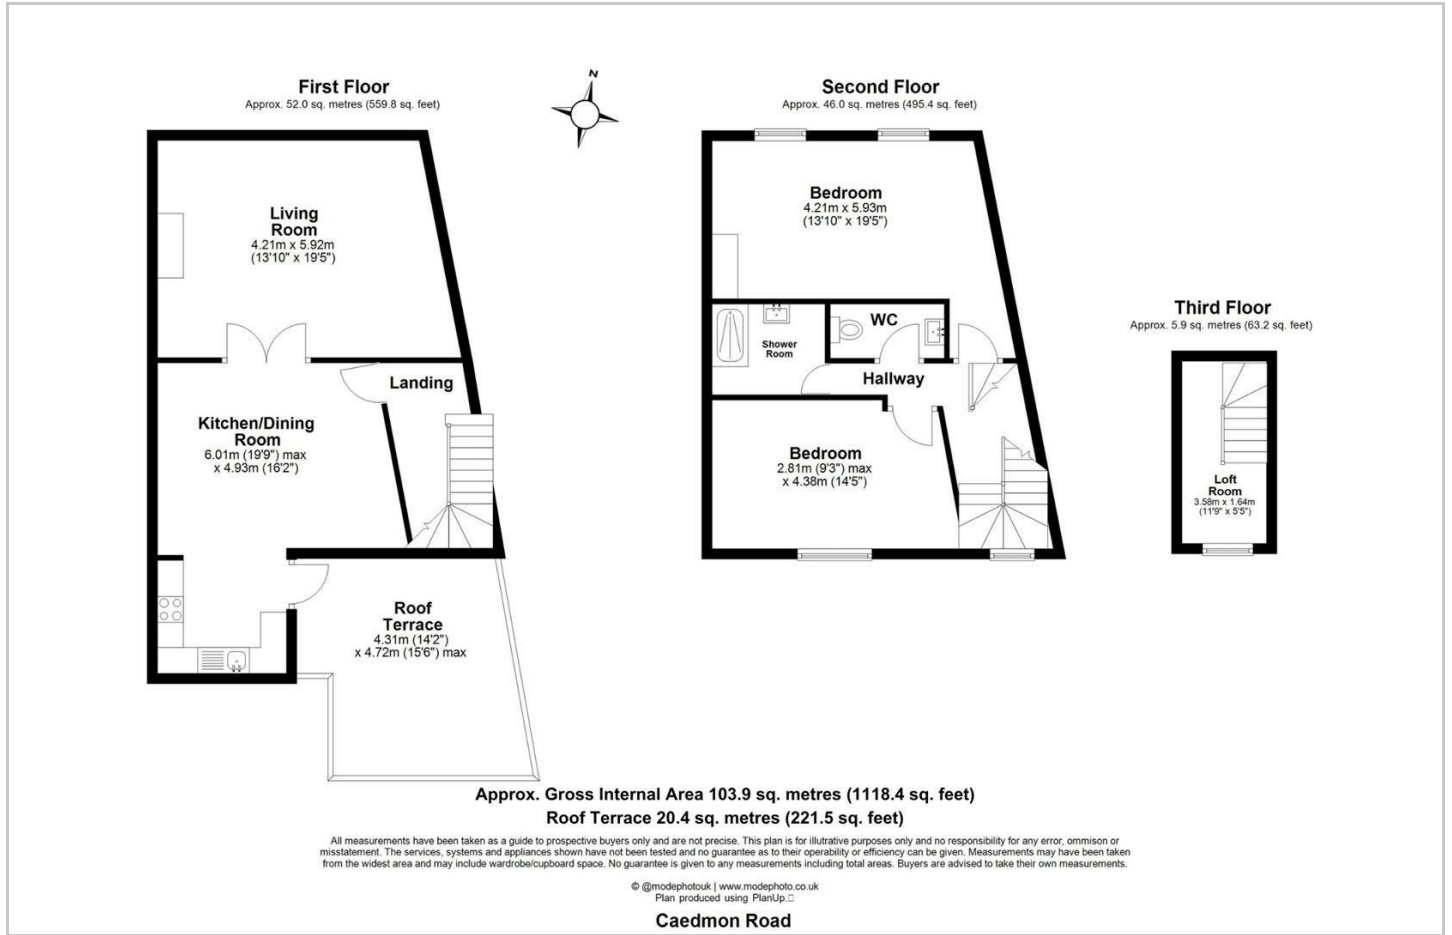 N
First Floor
Approx. 52.0 sq. metres (559.8 sq. feet)
Living
Room
4.21m x 5.92m
(13'10" x 19'5")
Landing
Kitchen/Dining
Room
6.01m (19'9") max
x 4.93m (16'2")
Roof
Terrace
4.31m (14'2")
x 4.72m (15'6") max
Second Floor
Approx. 46.0 sq. metres (495.4 sq. feet)
Bedroom
4.21m x 5.93m
(13'10" x 19'5")
WC
Shower
Room
Hallway
Bedroom
2.81m (9'3") max
x 4.38m (14'5")
Third Floor
Approx. 5.9 sq. metres (63.2 sq. feet)
Loft
Room
3.58m x 1.64m
(11'9" x 5'5")
Approx. Gross Internal Area 103.9 sq. metres (1118.4 sq. feet)
Roof Terrace 20.4 sq. metres (221.5 sq. feet)
All measurements have been taken as a guide to prospective buyers only and are not precise. This plan is for illutrative purposes only and no responsibility for any error, ommison or
misstatement. The services, systems and appliances shown have not been tested and no guarantee as to their operability or efficiency can be given. Measurements may have been taken
from the widest area and may include wardrobe/cupboard space. No guarantee is given to any measurements including total areas. Buyers are advised to take their own measurements.
© @modephotouk | www.modephoto.co.uk
Plan produced using PlanUp.□
Caedmon Road